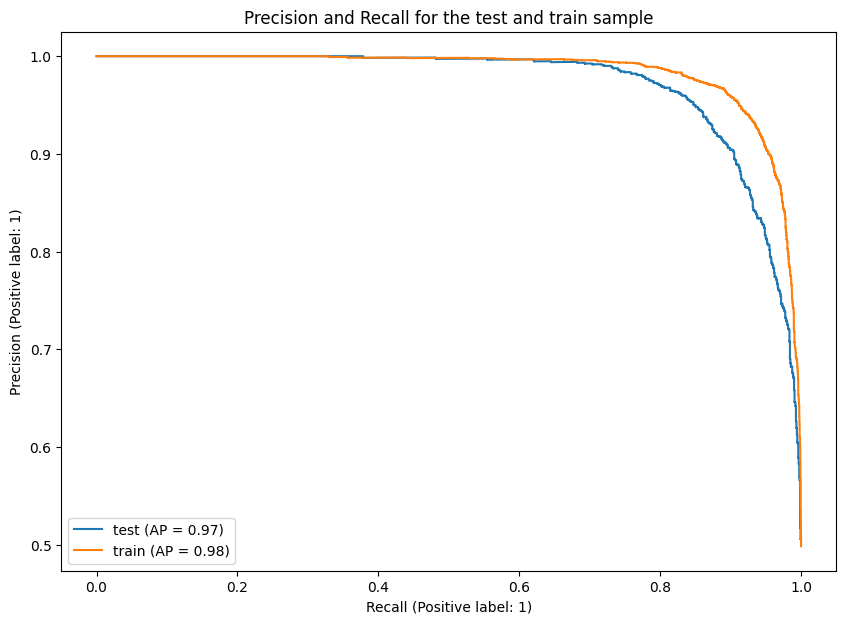 Precision and Recall for the test and train sample
1.0
0.9
0.8
0.7
0.6
0.5
Precision (Positive label: 1)
test (AP = 0.97)
train (AP = 0.98)
0.0 0.2 0.4 0.6 0.8 1.0
Recall (Positive label: 1)